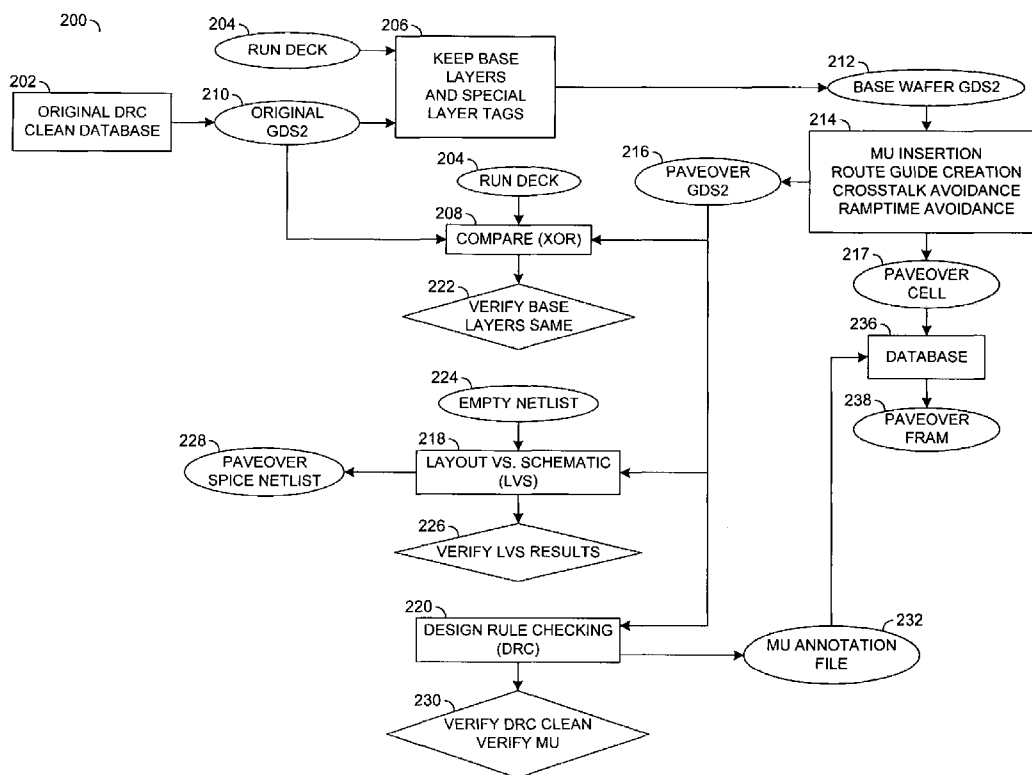 200
204
RUN DECK
206
KEEP BASE
LAYERS
AND SPECIAL
LAYER TAGS
202
ORIGINAL DRC
CLEAN DATABASE
210
ORIGINAL
GDS2
212
BASE WAFER GDS2
214
MU INSERTION
ROUTE GUIDE CREATION
CROSSTALK AVOIDANCE
RAMPTIME AVOIDANCE
216
PAVEOVER
GDS2
204
RUN DECK
208
COMPARE (XOR)
222
VERIFY BASE
LAYERS SAME
217
PAVEOVER
CELL
236
DATABASE
238
PAVEOVER
FRAM
224
EMPTY NETLIST
218
LAYOUT VS. SCHEMATIC
(LVS)
228
PAVEOVER
SPICE NETLIST
226
VERIFY LVS RESULTS
220
DESIGN RULE CHECKING
(DRC)
232
MU ANNOTATION
FILE
230
VERIFY DRC CLEAN
VERIFY MU